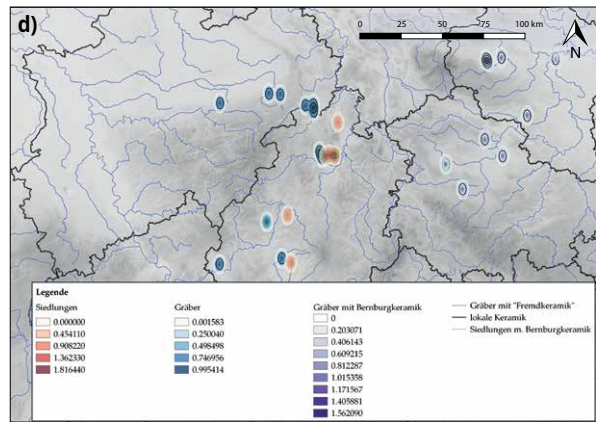 d)
0 25 50 75 100 km
N
Legende
Siedlungen
0.000000
0.454110
0.908220
1.362330
1.816440
Gräber
0.001583
0.250040
0.498498
0.746956
0.995414
Gräber mit Bernburgkeramik
0
0.203071
0.406143
0.609215
0.812287
1.015358
1.171567
1.405881
1.562090
Gräber mit "Fremdkeramik"
lokale Keramik
Siedlungen m. Bernburgkeramik